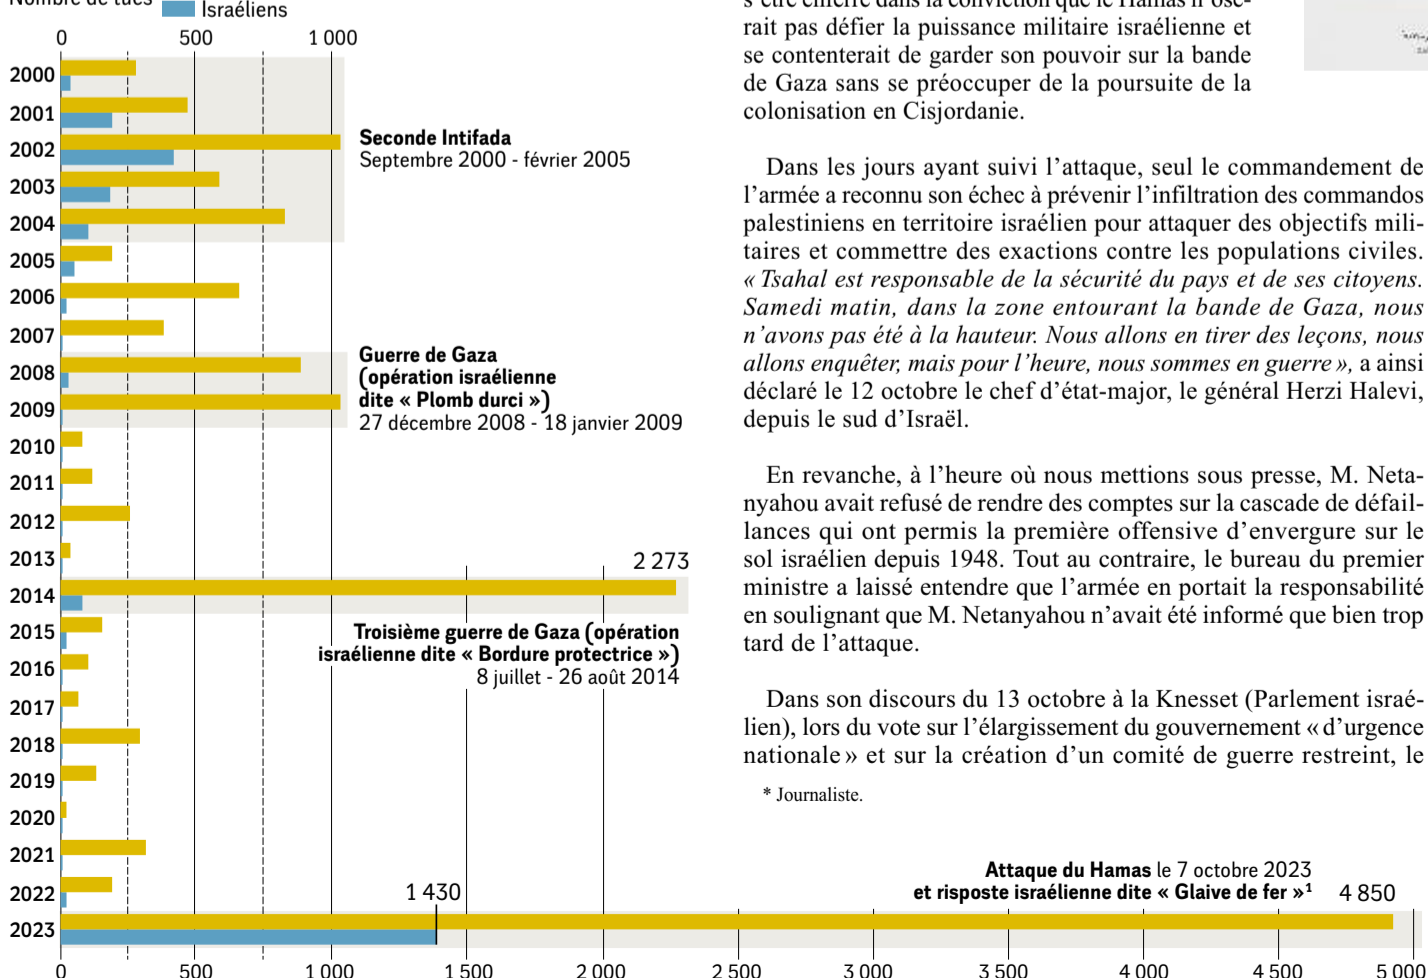 Nombre de tués
Israéliens
0 500 1 000
2000
2001
2002
2003
2004
2005
2006
2007
2008
2009
2010
2011
2012
2013
2014
2015
2016
2017
2018
2019
2020
2021
2022
2023
Seconde Intifada
Septembre 2000 - février 2005
Guerre de Gaza
(opération israélienne
dite « Plomb durci »)
27 décembre 2008 - 18 janvier 2009
2 273
Troisième guerre de Gaza (opération
israélienne dite « Bordure protectrice »)
8 juillet - 26 août 2014
1 430
Attaque du Hamas le 7 octobre 2023
et risposte israélienne dite « Glaive de fer »¹
4 850
0 500 1 000 1 500 2 000 2 500 3 000 3 500 4 000 4 500 5 000
s’être enferré dans la conviction que le Hamas n’ose-
rait pas défier la puissance militaire israélienne et
se contenterait de garder son pouvoir sur la bande
de Gaza sans se préoccuper de la poursuite de la
colonisation en Cisjordanie.
Dans les jours ayant suivi l’attaque, seul le commandement de
l’armée a reconnu son échec à prévenir l’infiltration des commandos
palestiniens en territoire israélien pour attaquer des objectifs mili-
taires et commettre des exactions contre les populations civiles.
« Tsahal est responsable de la sécurité du pays et de ses citoyens.
Samedi matin, dans la zone entourant la bande de Gaza, nous
n’avons pas été à la hauteur. Nous allons en tirer des leçons, nous
allons enquêter, mais pour l’heure, nous sommes en guerre », a ainsi
déclaré le 12 octobre le chef d’état-major, le général Herzi Halevi,
depuis le sud d’Israël.
En revanche, à l’heure où nous mettions sous presse, M. Neta-
nyahou avait refusé de rendre des comptes sur la cascade de défail-
lances qui ont permis la première offensive d’envergure sur le
sol israélien depuis 1948. Tout au contraire, le bureau du premier
ministre a laissé entendre que l’armée en portait la responsabilité
en soulignant que M. Netanyahou n’avait été informé que bien trop
tard de l’attaque.
Dans son discours du 13 octobre à la Knesset (Parlement israé-
lien), lors du vote sur l’élargissement du gouvernement « d’urgence
nationale » et sur la création d’un comité de guerre restreint, le
* Journaliste.